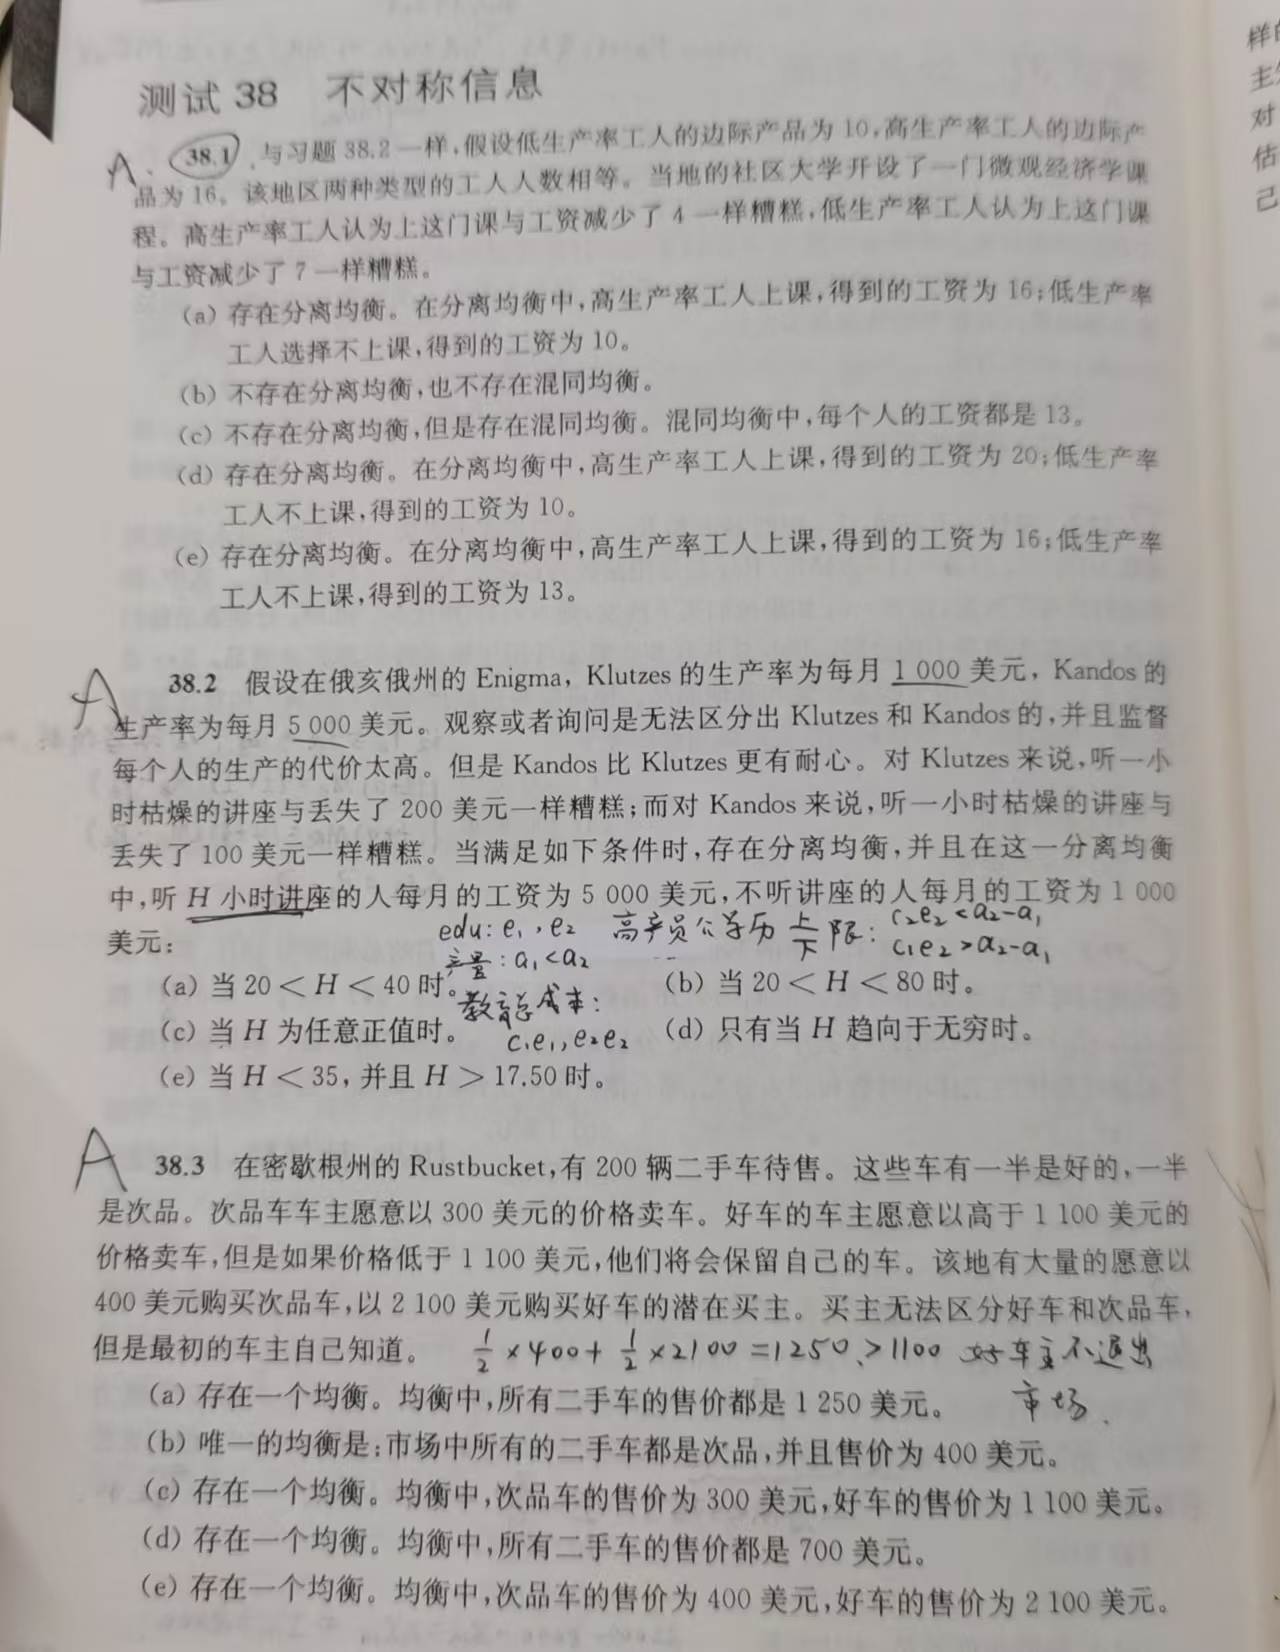 测试 38 不对称信息
A. 38.1 与习题 38.2 一样,假设低生产率工人的边际产品为 10,高生产率工人的边际产
品为 16。该地区两种类型的工人人数相等。当地的社区大学开设了一门微观经济学课
程。高生产率工人认为上这门课与工资减少了 4 一样糟糕,低生产率工人认为上这门课
与工资减少了 7 一样糟糕。
(a) 存在分离均衡。在分离均衡中,高生产率工人上课,得到的工资为 16;低生产率
工人选择不上课,得到的工资为 10。
(b) 不存在分离均衡,也不存在混同均衡。
(c) 不存在分离均衡,但是存在混同均衡。混同均衡中,每个人的工资都是 13。
(d) 存在分离均衡。在分离均衡中,高生产率工人上课,得到的工资为 20;低生产率
工人不上课,得到的工资为 10。
(e) 存在分离均衡。在分离均衡中,高生产率工人上课,得到的工资为 16;低生产率
工人不上课,得到的工资为 13。
A 38.2 假设在俄亥俄州的 Enigma, Klutzes 的生产率为每月 1 000 美元, Kandos 的
生产率为每月 5 000 美元。观察或者询问是无法区分出 Klutzes 和 Kandos 的,并且监督
每个人的生产的代价太高。但是 Kandos 比 Klutzes 更有耐心。对 Klutzes 来说,听一小
时枯燥的讲座与丢失了 200 美元一样糟糕;而对 Kandos 来说,听一小时枯燥的讲座与
丢失了 100 美元一样糟糕。当满足如下条件时,存在分离均衡,并且在这一分离均衡
中,听 H 小时讲座的人每月的工资为 5 000 美元,不听讲座的人每月的工资为 1 000
美元:
edu: e₁, e₂ 高产员公学历 上 限: c₂e₂<a₂-a₁
下 c₁e₂>a₂-a₁
产量: a₁<a₂
(a) 当 20 < H < 40 时。 (b) 当 20 < H < 80 时。
教育总成本:
(c) 当 H 为任意正值时。 (d) 只有当 H 趋向于无穷时。
c₁e₁, e₂e₂
(e) 当 H < 35, 并且 H > 17.50 时。
A 38.3 在密歇根州的 Rustbucket,有 200 辆二手车待售。这些车有一半是好的,一半
是次品。次品车车主愿意以 300 美元的价格卖车。好车的车主愿意以高于 1 100 美元的
价格卖车,但是如果价格低于 1 100 美元,他们将会保留自己的车。该地有大量的愿意以
400 美元购买次品车,以 2 100 美元购买好车的潜在买主。买主无法区分好车和次品车,
但是最初的车主自己知道。 ½×400+½×2100=1250>1100 好车主不退出
市场.
(a) 存在一个均衡。均衡中,所有二手车的售价都是 1 250 美元。
(b) 唯一的均衡是:市场中所有的二手车都是次品,并且售价为 400 美元。
(c) 存在一个均衡。均衡中,次品车的售价为 300 美元,好车的售价为 1 100 美元。
(d) 存在一个均衡。均衡中,所有二手车的售价都是 700 美元。
(e) 存在一个均衡。均衡中,次品车的售价为 400 美元,好车的售价为 2 100 美元。
样的
主
对
估
己